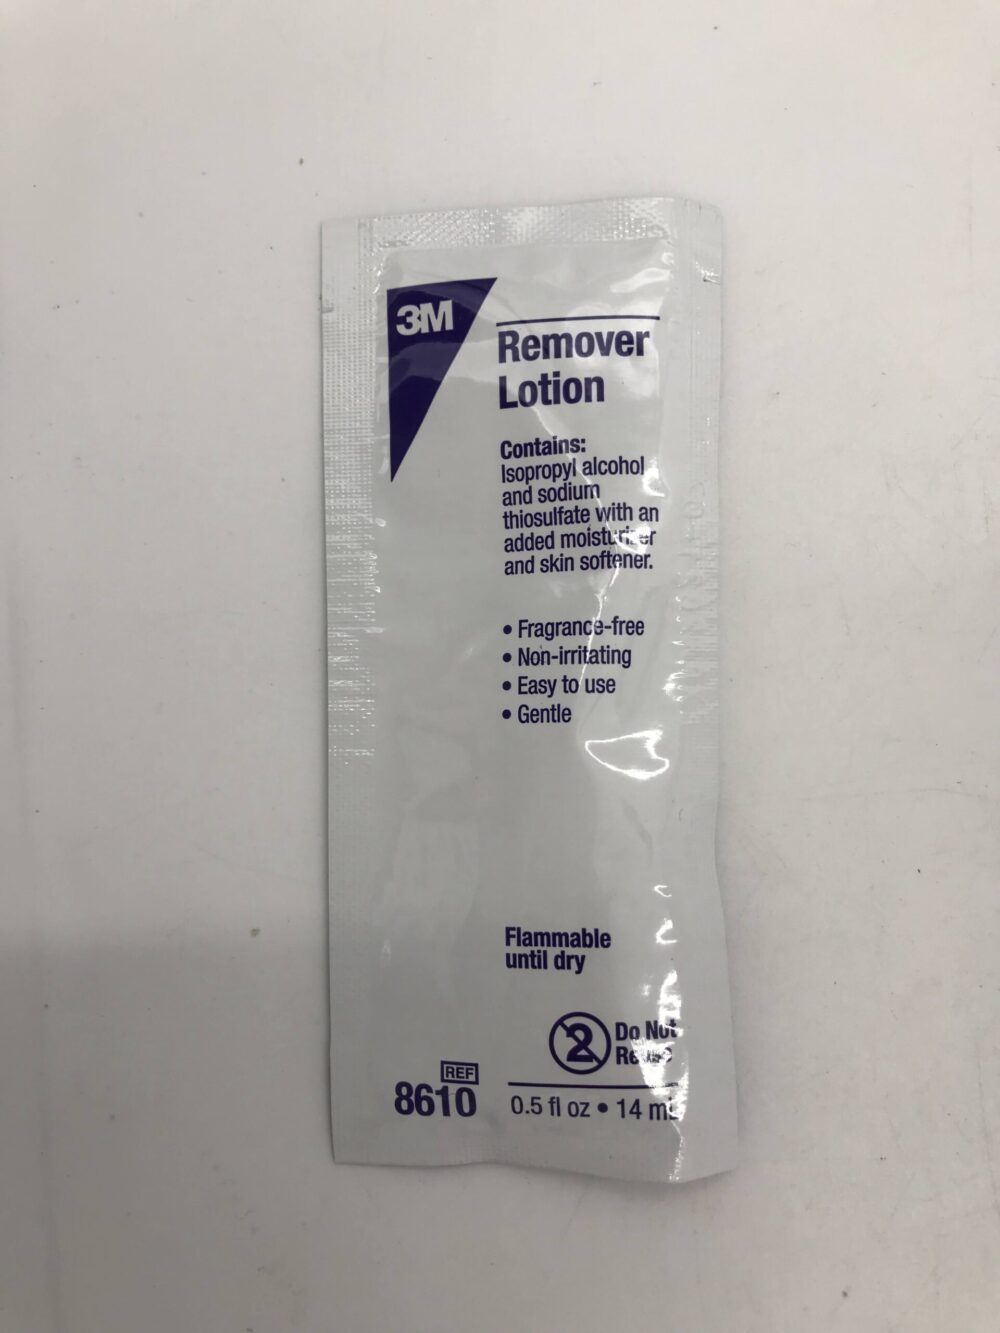 3M
Remover
Lotion
Contains:
Isopropyl alcohol
and sodium
thiosulfate with an
added moisturizer
and skin softener.
• Fragrance-free
• Non-irritating
• Easy to use
• Gentle
Flammable
until dry
2
Do Not
Reuse
REF
8610
0.5 fl oz • 14 mL